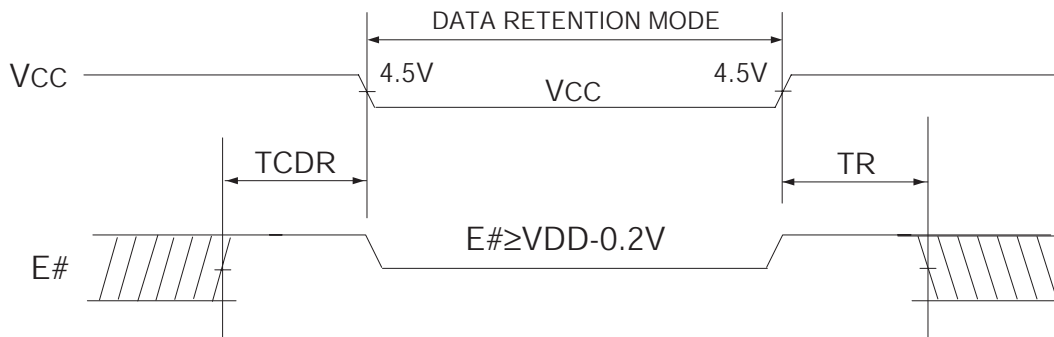 DATA RETENTION MODE
VCC
4.5V
VCC
4.5V
TCDR
TR
E#≥VDD-0.2V
E#